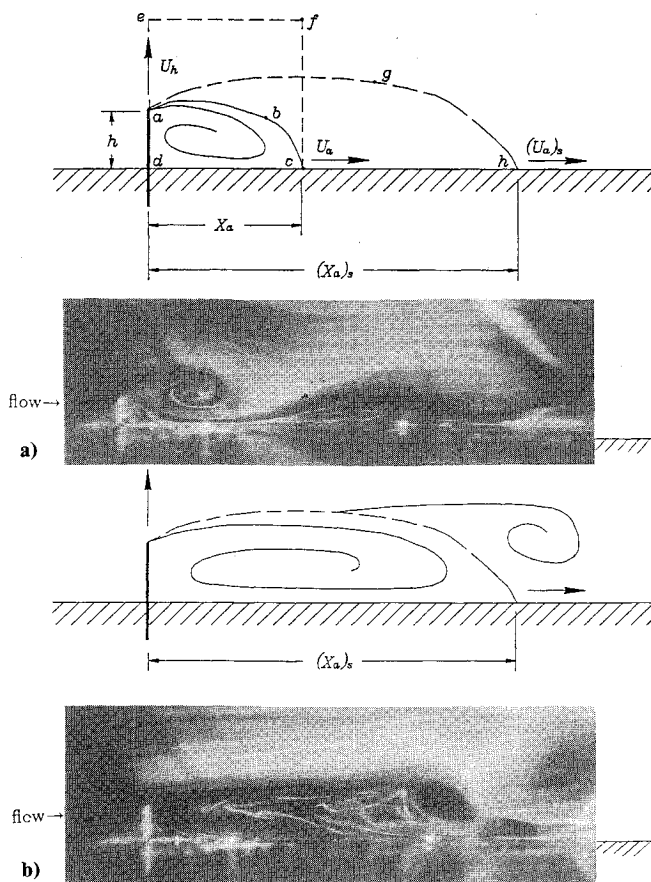 e f
U_h
g
a b
h
U_a (U_a)_s
d c h
X_a
(X_a)_s
flow→
a)
(X_a)_s
flow→
b)